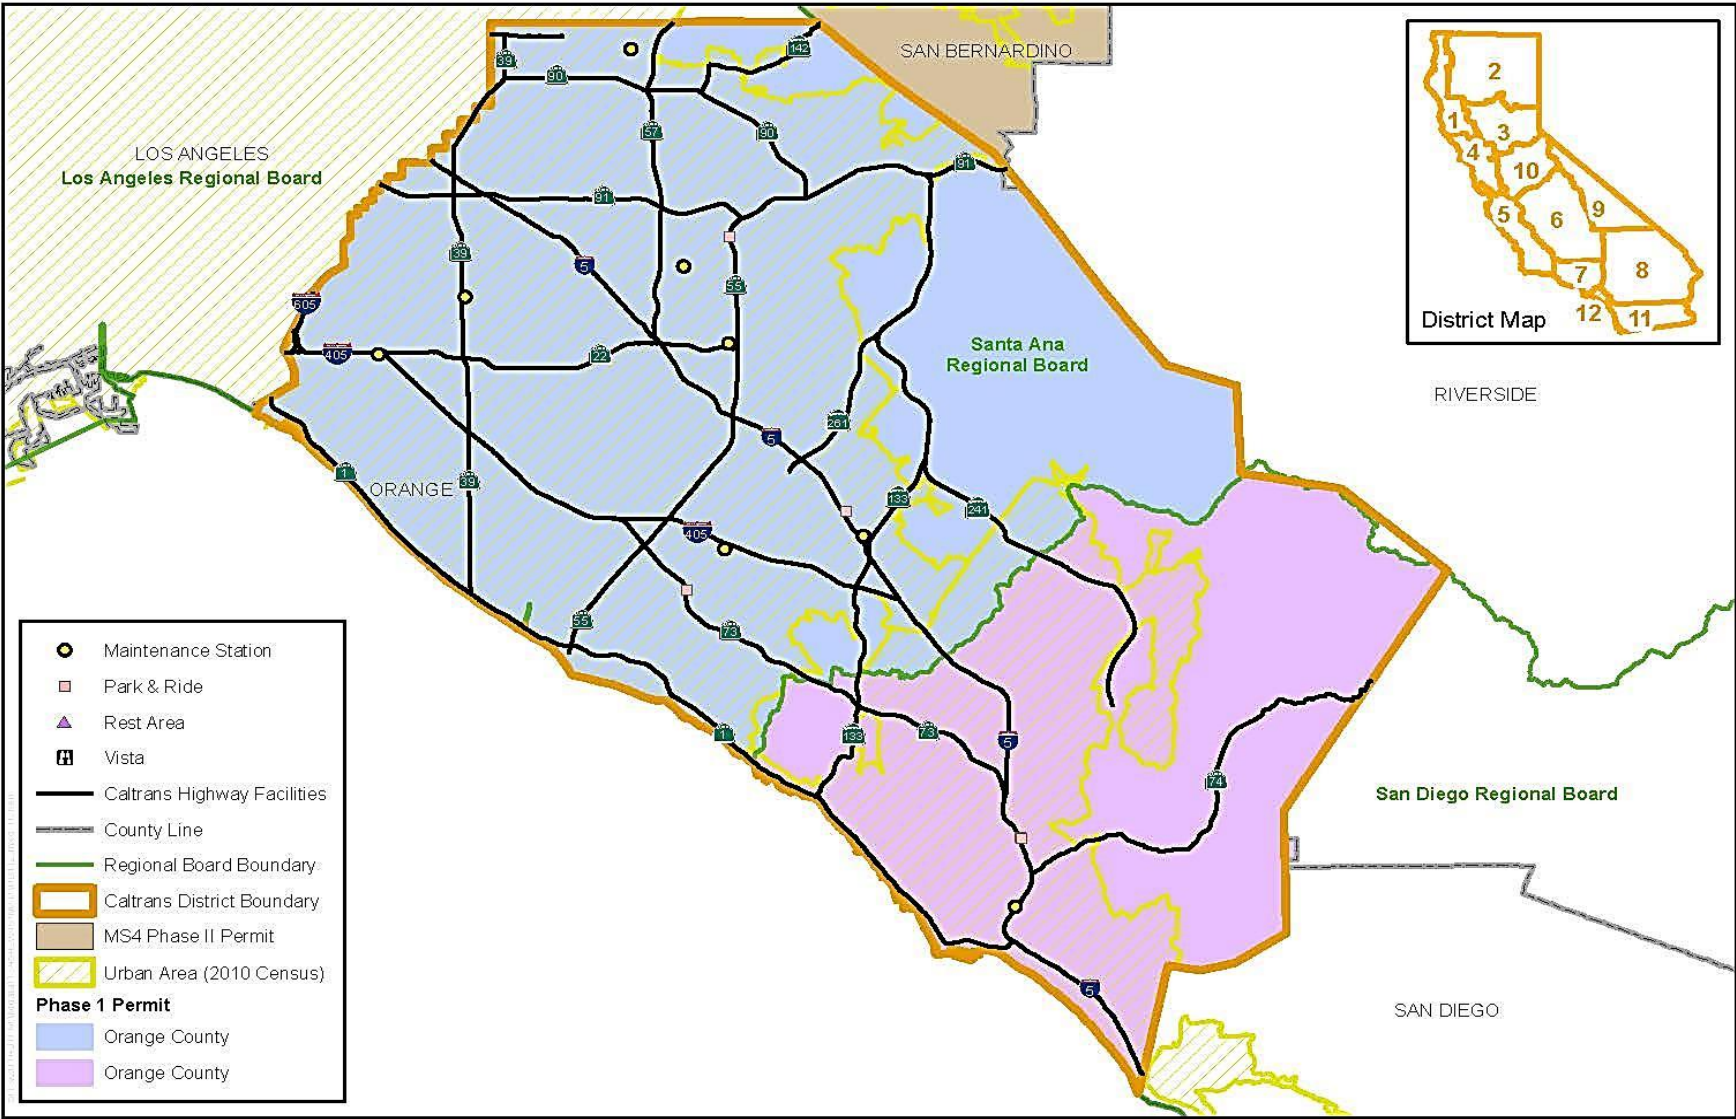 SAN BERNARDINO
142
39
90
57
90
LOS ANGELES
Los Angeles Regional Board
91
91
39
5
55
605
405
22
Santa Ana
Regional Board
261
5
1
ORANGE
39
133
241
405
55
73
1
133
73
5
74
5
RIVERSIDE
San Diego Regional Board
SAN DIEGO
2
1
3
4
10
5
6
9
7
8
12
11
District Map
Maintenance Station
Park & Ride
Rest Area
Vista
Caltrans Highway Facilities
County Line
Regional Board Boundary
Caltrans District Boundary
MS4 Phase II Permit
Urban Area (2010 Census)
Phase 1 Permit
Orange County
Orange County